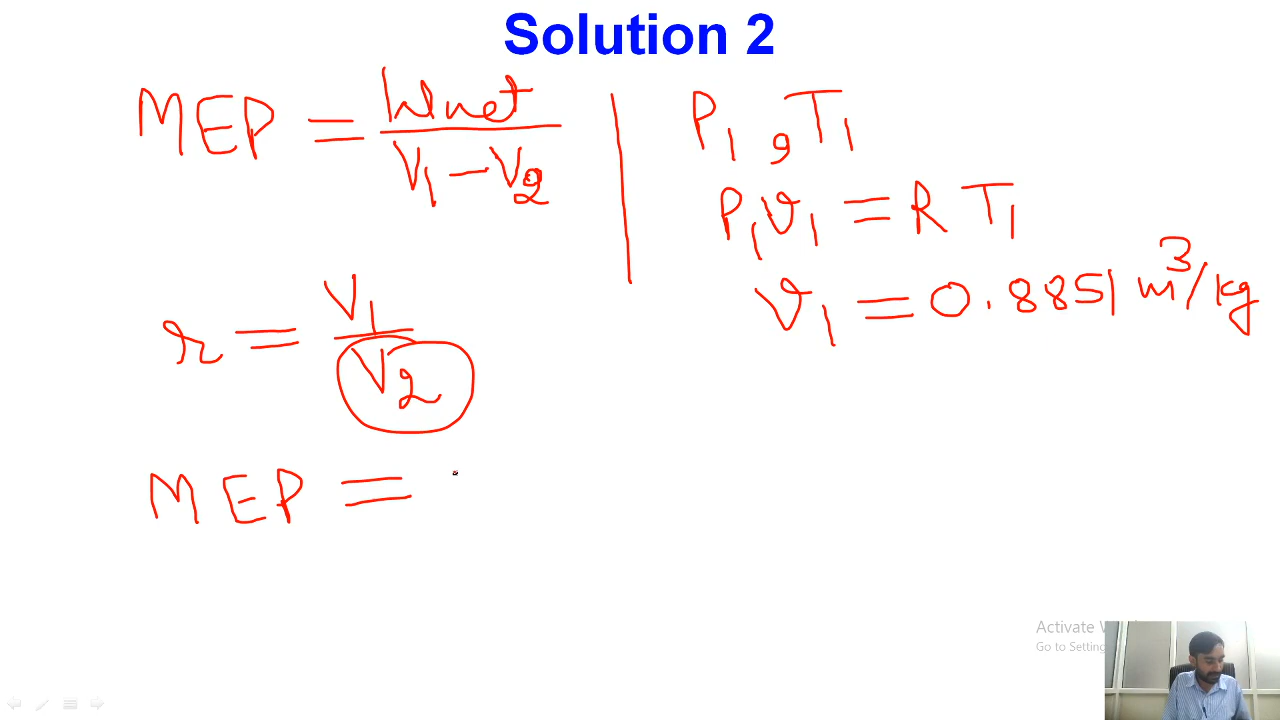 Solution 2
MEP = Wnet / V1 - V2
r = V1 / V2
MEP =
P1, T1
P1v1 = R T1
v1 = 0.8851 m³/kg
Activate
Go to Setting